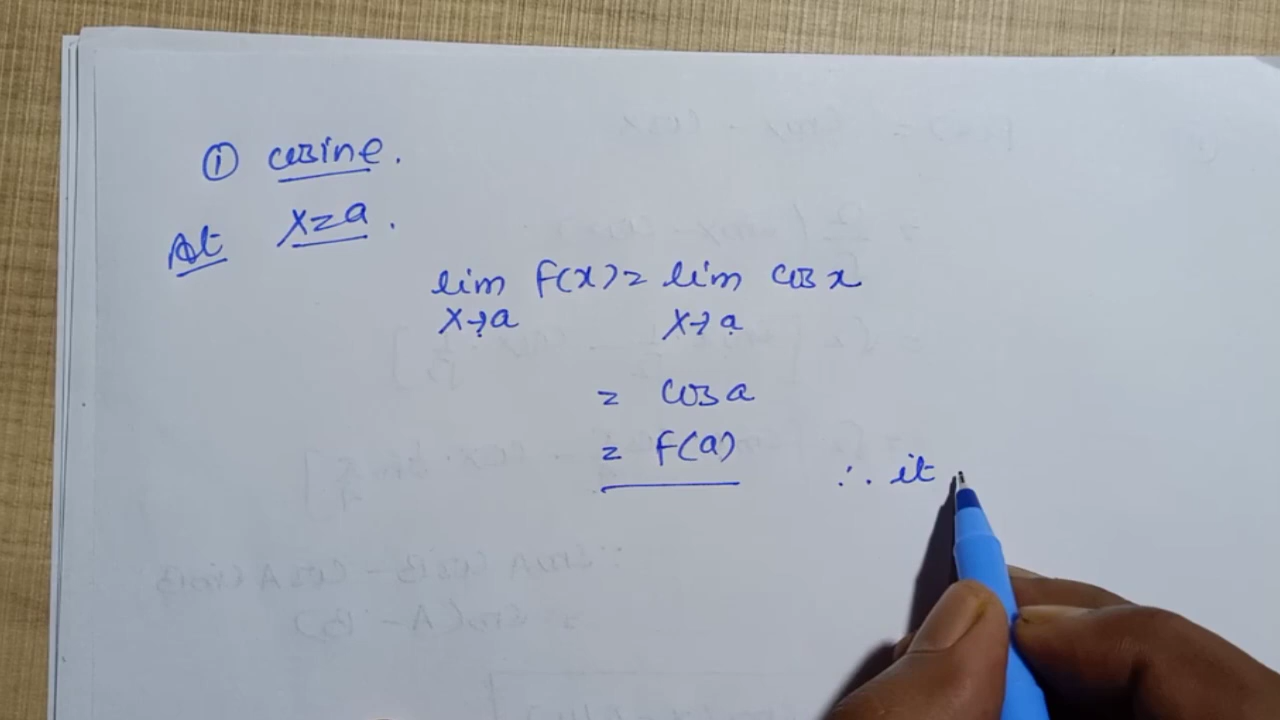 ① cosine.
At x=a.
lim f(x) = lim cos x
x→a x→a
= cos a
= f(a)
∴ it